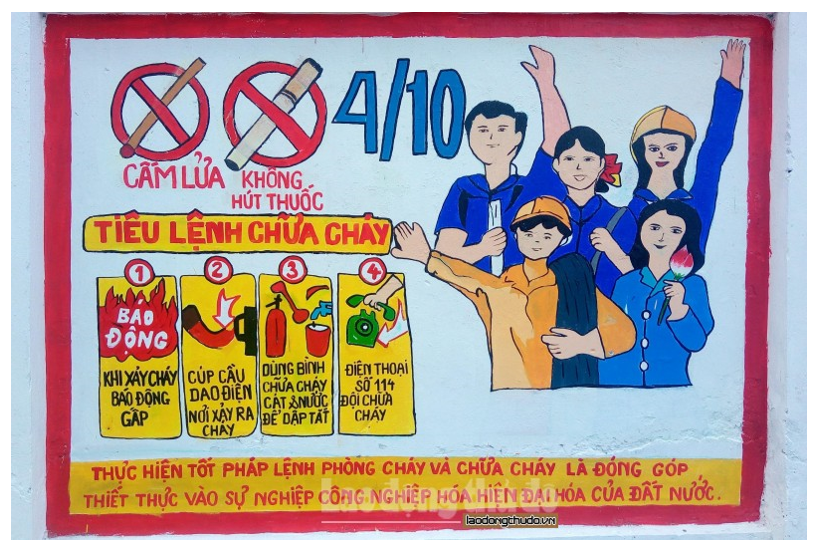 4/10
CẤM LỬA
KHÔNG
HÚT THUỐC
TIÊU LỆNH CHỮA CHÁY
1
BÁO
ĐỘNG
KHI XẢY CHÁY
BÁO ĐỘNG
GẤP
2
CÚP CẦU
DAO ĐIỆN
NƠI XẢY RA
CHÁY
3
DÙNG BÌNH
CHỮA CHÁY
CÁT & NƯỚC
ĐỂ DẬP TẮT
4
ĐIỆN THOẠI
SỐ 114
ĐỘI CHỮA
CHÁY
THỰC HIỆN TỐT PHÁP LỆNH PHÒNG CHÁY VÀ CHỮA CHÁY LÀ ĐÓNG GÓP
THIẾT THỰC VÀO SỰ NGHIỆP CÔNG NGHIỆP HÓA HIỆN ĐẠI HÓA CỦA ĐẤT NƯỚC.
Lao động thủ đô
laodongthudo.vn